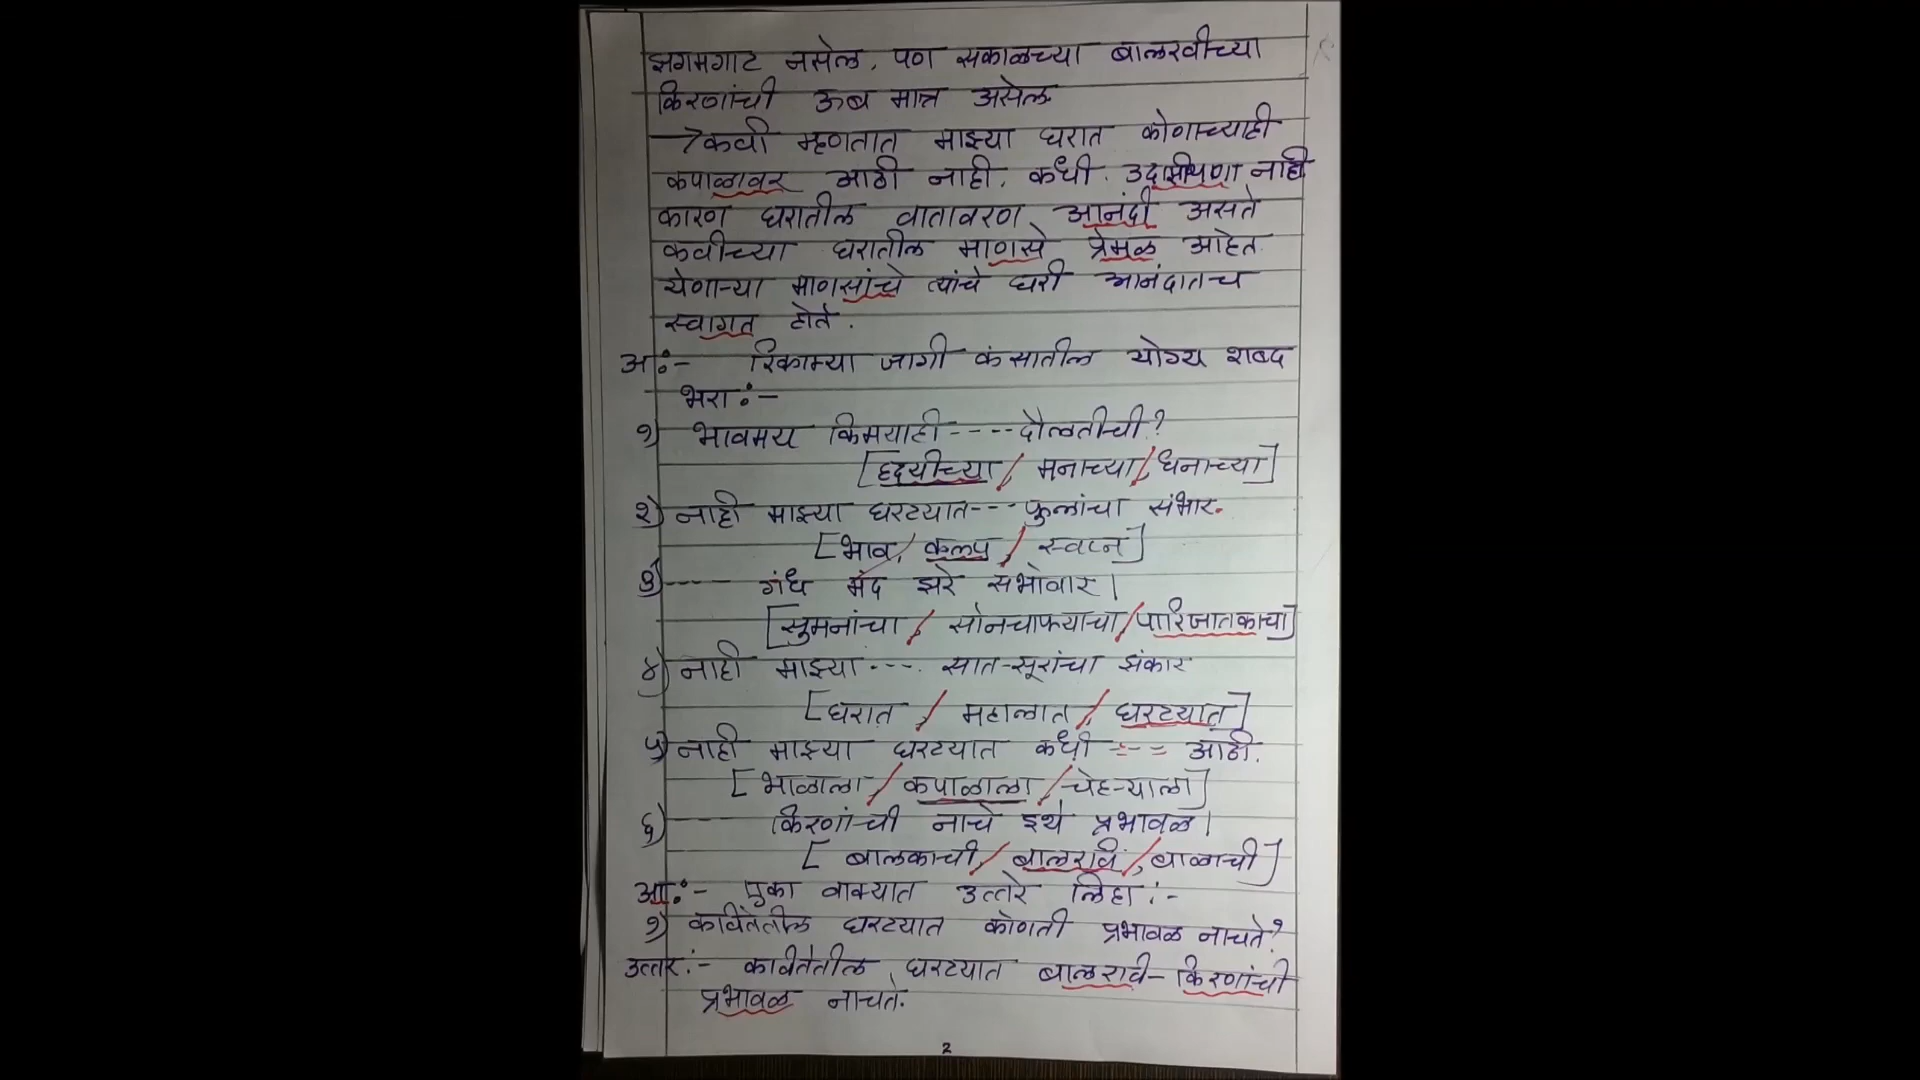 झगमगाट नसेल, पण सकाळच्या बालरवीच्या
किरणांची ऊब मात्र असेल.
→ कवी म्हणतात माझ्या घरात कोणाच्याही
कपाळावर आठी नाही. कधी नाही
कारण घरातील वातावरण आनंदी असते
कवीच्या घरातील माणसे प्रेमळ आहेत.
येणाऱ्या माणसांचे त्यांचे घरी आनंदातच
स्वागत होते.
अ:- रिकाम्या जागी कंसातील योग्य शब्द
भरा:-
१) भावमय किमयाही ---- दौलतीची?
[हृदयीच्या / मनाच्या / धनाच्या]
२) नाही माझ्या घरट्यात --- फुलांचा संभार.
[भाव / कल्प / स्वप्न]
३) ---- गंध मंद झरे सभोवार।
[सुमनांचा / सोनचाफ्याचा / पारिजातकाचा]
४) नाही माझ्या ---- सात-सूरांचा झंकार
[घरात / महालात / घरट्यात]
५) नाही माझ्या घरट्यात कधी --- आठी.
[भाळाला / कपाळाला / चेहऱ्याला]
६) ---- किरणांची नाचे इथे प्रभावळ।
[बालकाची / बालरवि / बाळाची]
आ:- एका वाक्यात उत्तरे लिहा:-
१) कवितेतील घरट्यात कोणती प्रभावळ नाचते?
उत्तर:- कवितेतील घरट्यात बालरवि-किरणांची
प्रभावळ नाचते.
2